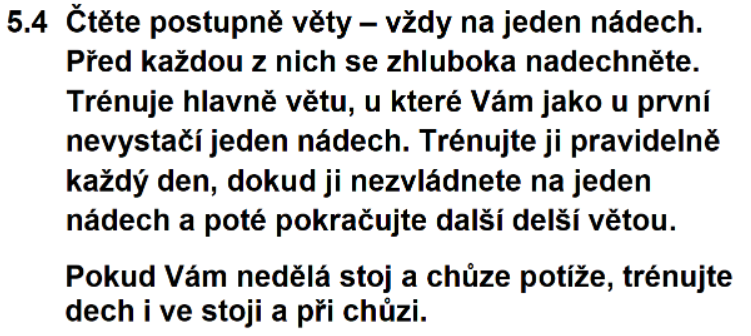 5.4 Čtěte postupně věty – vždy na jeden nádech.
Před každou z nich se zhluboka nadechněte.
Trénuje hlavně větu, u které Vám jako u první
nevystačí jeden nádech. Trénujte ji pravidelně
každý den, dokud ji nezvládnete na jeden
nádech a poté pokračujte další delší větou.
Pokud Vám nedělá stoj a chůze potíže, trénujte
dech i ve stoji a při chůzi.